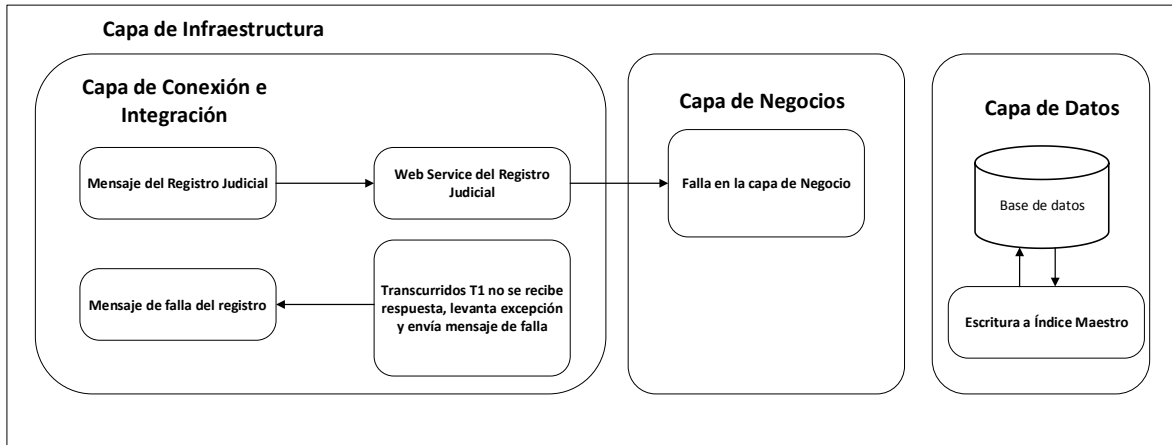 Capa de Infraestructura
Capa de Conexión e
Integración
Mensaje del Registro Judicial
Web Service del Registro
Judicial
Mensaje de falla del registro
Transcurridos T1 no se recibe
respuesta, levanta excepción
y envía mensaje de falla
Capa de Negocios
Falla en la capa de Negocio
Capa de Datos
Base de datos
Escritura a Índice Maestro